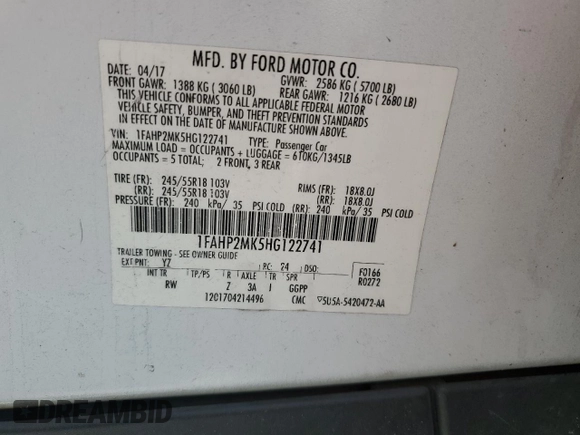 MFD. BY FORD MOTOR CO.
DATE: 04/17 GVWR: 2586 KG ( 5700 LB)
FRONT GAWR: 1388 KG ( 3060 LB) REAR GAWR: 1216 KG ( 2680 LB)
THIS VEHICLE CONFORMS TO ALL APPLICABLE FEDERAL MOTOR
VEHICLE SAFETY, BUMPER, AND THEFT PREVENTION STANDARDS
IN EFFECT ON THE DATE OF MANUFACTURE SHOWN ABOVE.
VIN: 1FAHP2MK5HG122741 TYPE: Passenger Car
MAXIMUM LOAD = OCCUPANTS + LUGGAGE = 610KG/1345LB
OCCUPANTS = 5 TOTAL; 2 FRONT, 3 REAR
TIRE (FR): 245/55R18 103V RIMS (FR): 18X8.0J
(RR): 245/55R18 103V (RR): 18X8.0J
PRESSURE (FR): 240 kPa/ 35 PSI COLD (RR): 240 kPa/ 35 PSI COLD
1FAHP2MK5HG122741
TRAILER TOWING - SEE OWNER GUIDE
EXT PNT: YZ RC: 24 DSO: F0166
INT TR TP/PS R AXLE TR SPR R0272
RW Z 3A I GGPP
1201704214496 CMC ▽5U5A-5420472-AA
DREAMBID